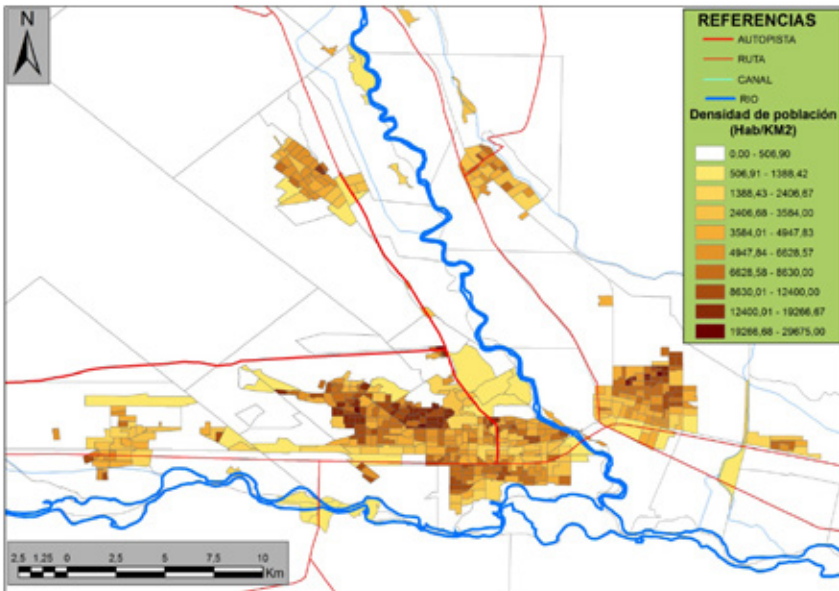 N
REFERENCIAS
AUTOPISTA
RUTA
CANAL
RIO
Densidad de población
(Hab/KM2)
0,00 - 506,90
506,91 - 1388,42
1388,43 - 2406,67
2406,68 - 3584,00
3584,01 - 4947,83
4947,84 - 6628,57
6628,58 - 8630,00
8630,01 - 12400,00
12400,01 - 19266,67
19266,68 - 29675,00
2,5 1,25 0 2,5 5 7,5 10
Km